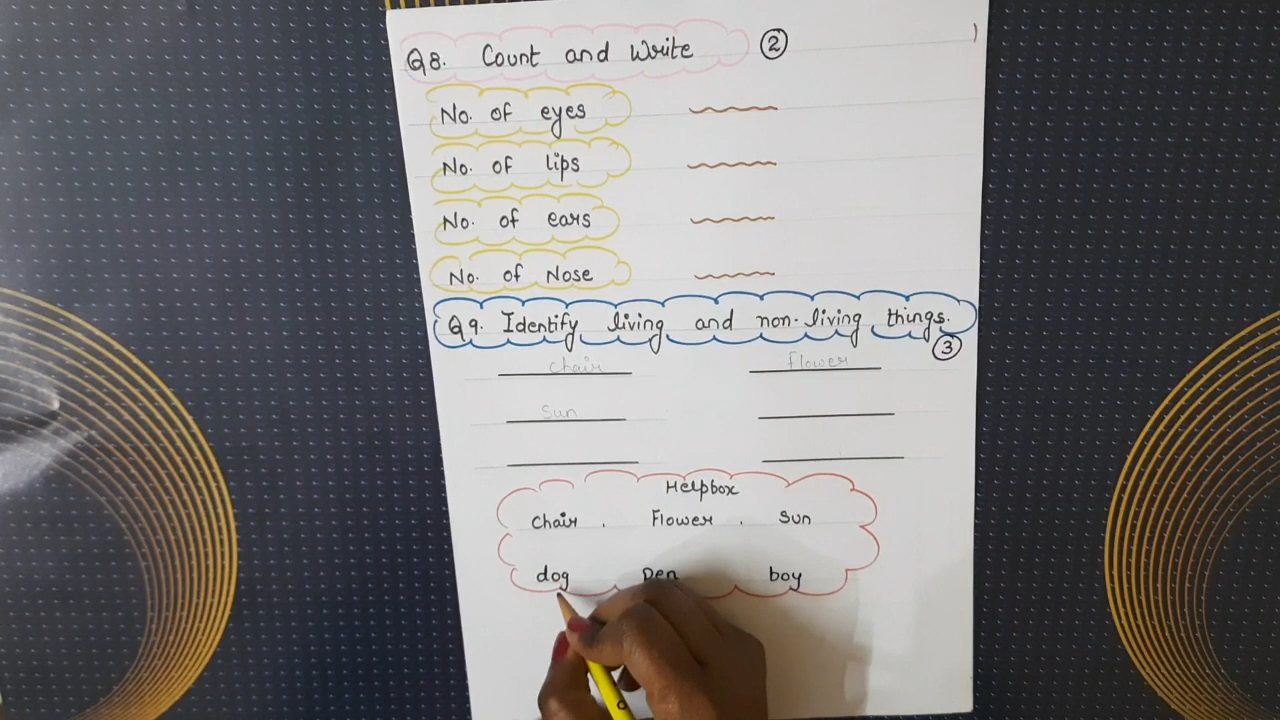 Q8. Count and Write 2
No. of eyes
No. of lips
No. of ears
No. of Nose
Q9. Identify living and non-living things.
3
Chair flower
Sun
Helpbox
Chair , Flower , Sun
dog Pen boy